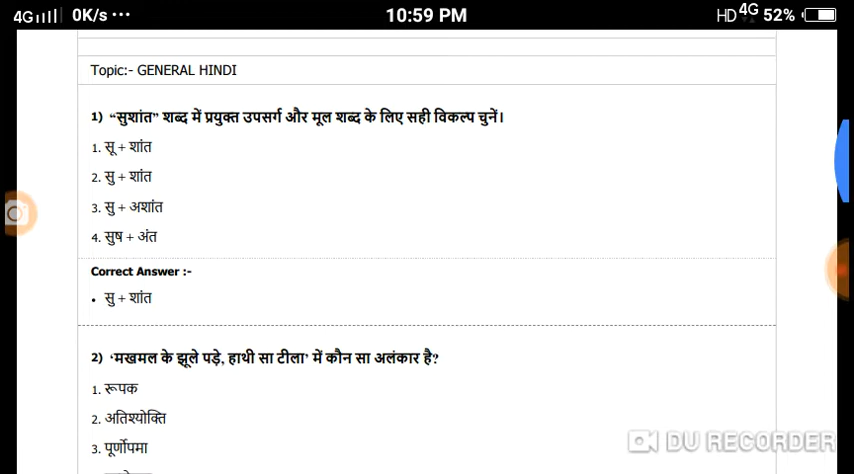 4G 0K/s ... 10:59 PM HD 4G 52%
Topic:- GENERAL HINDI
1) “सुशांत” शब्द में प्रयुक्त उपसर्ग और मूल शब्द के लिए सही विकल्प चुनें।
1. सू + शांत
2. सु + शांत
3. सु + अशांत
4. सुष + अंत
Correct Answer :-
• सु + शांत
2) ‘मखमल के झूले पड़े, हाथी सा टीला’ में कौन सा अलंकार है?
1. रूपक
2. अतिश्योक्ति
3. पूर्णोपमा
DU RECORDER